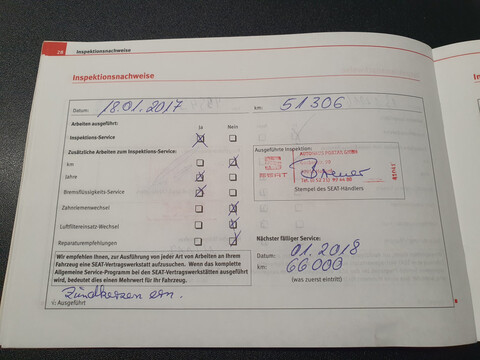 28 Inspektionsnachweise
Inspektionsnachweise
Datum: 18.01.2017 km: 51306
Arbeiten ausgeführt: Ja Nein
Inspektions-Service
Zusätzliche Arbeiten zum Inspektions-Service:
km
Jahre
Bremsflüssigkeits-Service
Zahnriemenwechsel
Luftfiltereinsatz-Wechsel
Reparaturempfehlungen
Ausgeführte Inspektion:
SEAT
Stempel des SEAT-Händlers
Nächster fälliger Service:
Datum: 01.2018
km: 66000
(was zuerst eintritt)
Wir empfehlen Ihnen, zur Ausführung von jeder Art von Arbeiten an Ihrem
Fahrzeug eine SEAT-Vertragswerkstatt aufzusuchen. Wenn das komplette
Allgemeine Service-Programm bei den SEAT-Vertragswerkstätten ausgeführt
wird, bedeutet dies einen Mehrwert für Ihr Fahrzeug.
Zündkerzen ern.
Ausgeführt